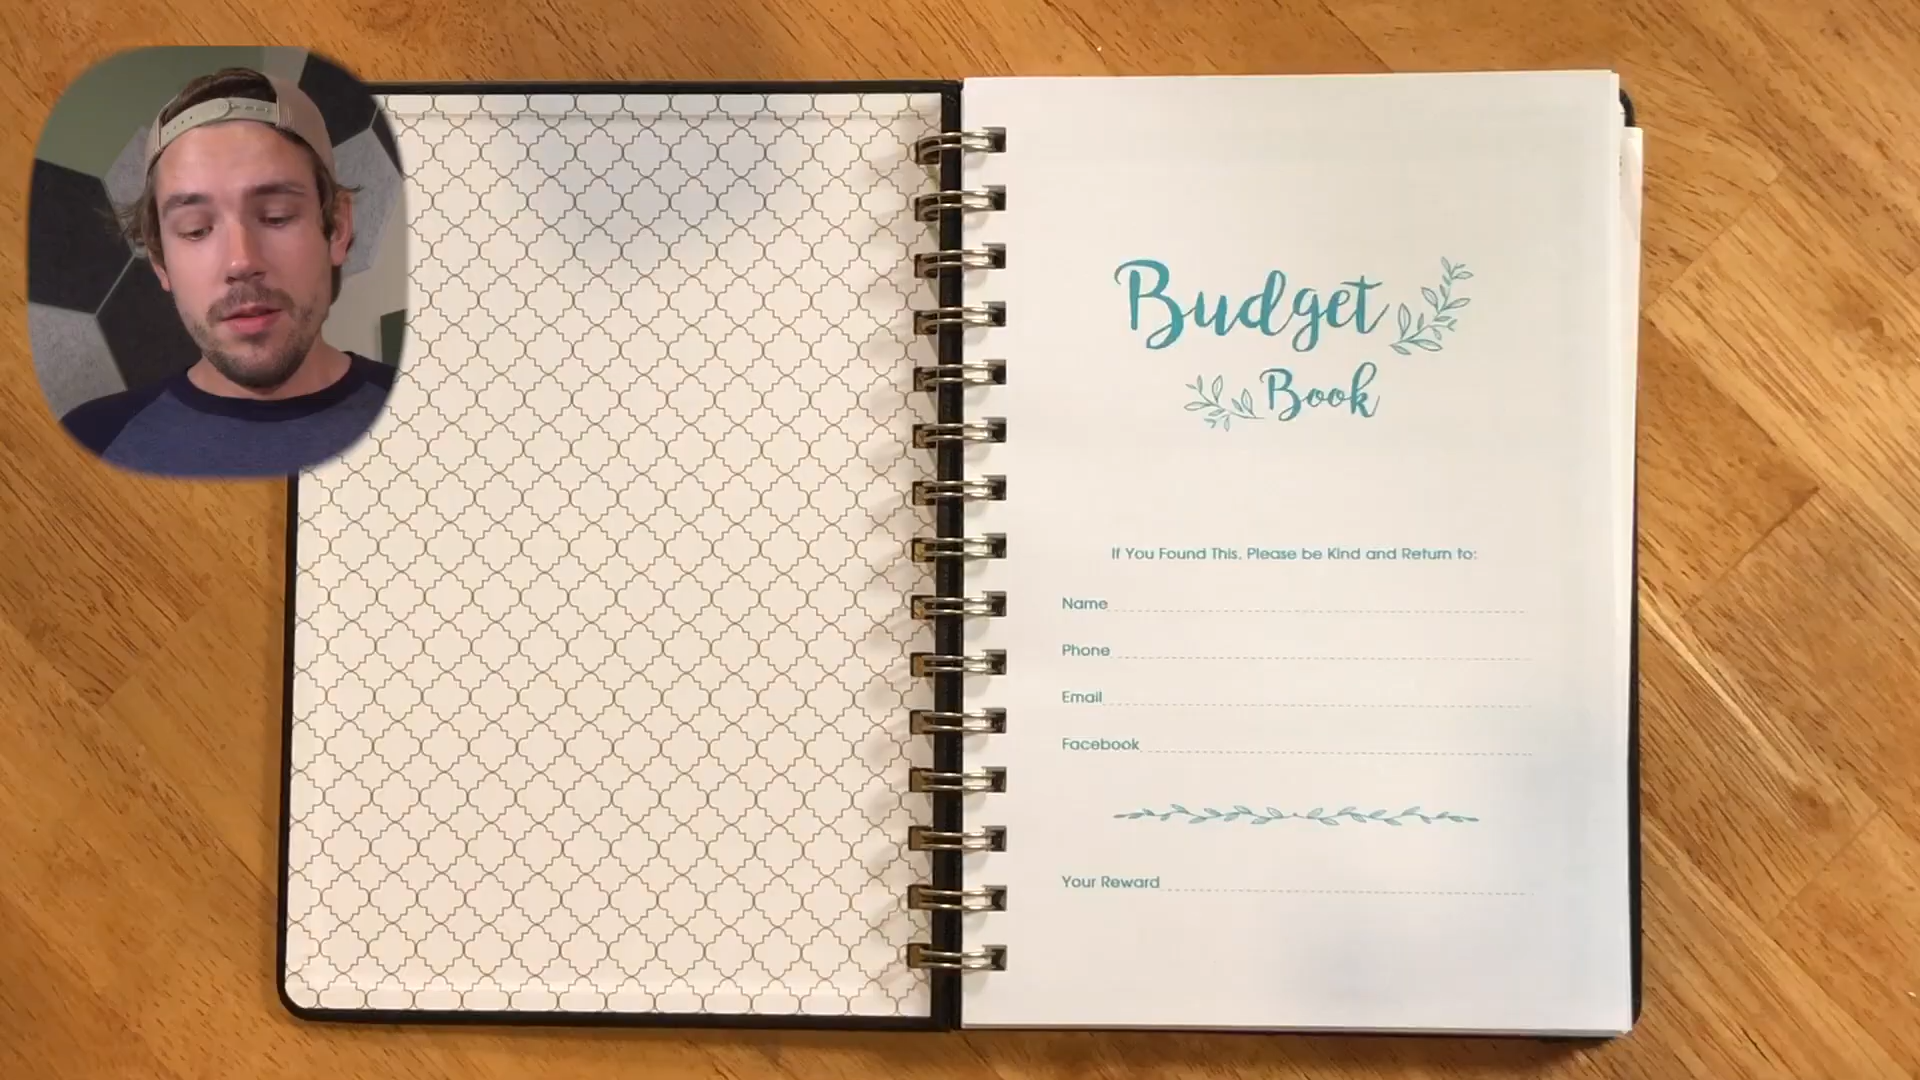 Budget
Book
If You Found This, Please be Kind and Return to:
Name
Phone
Email
Facebook
Your Reward